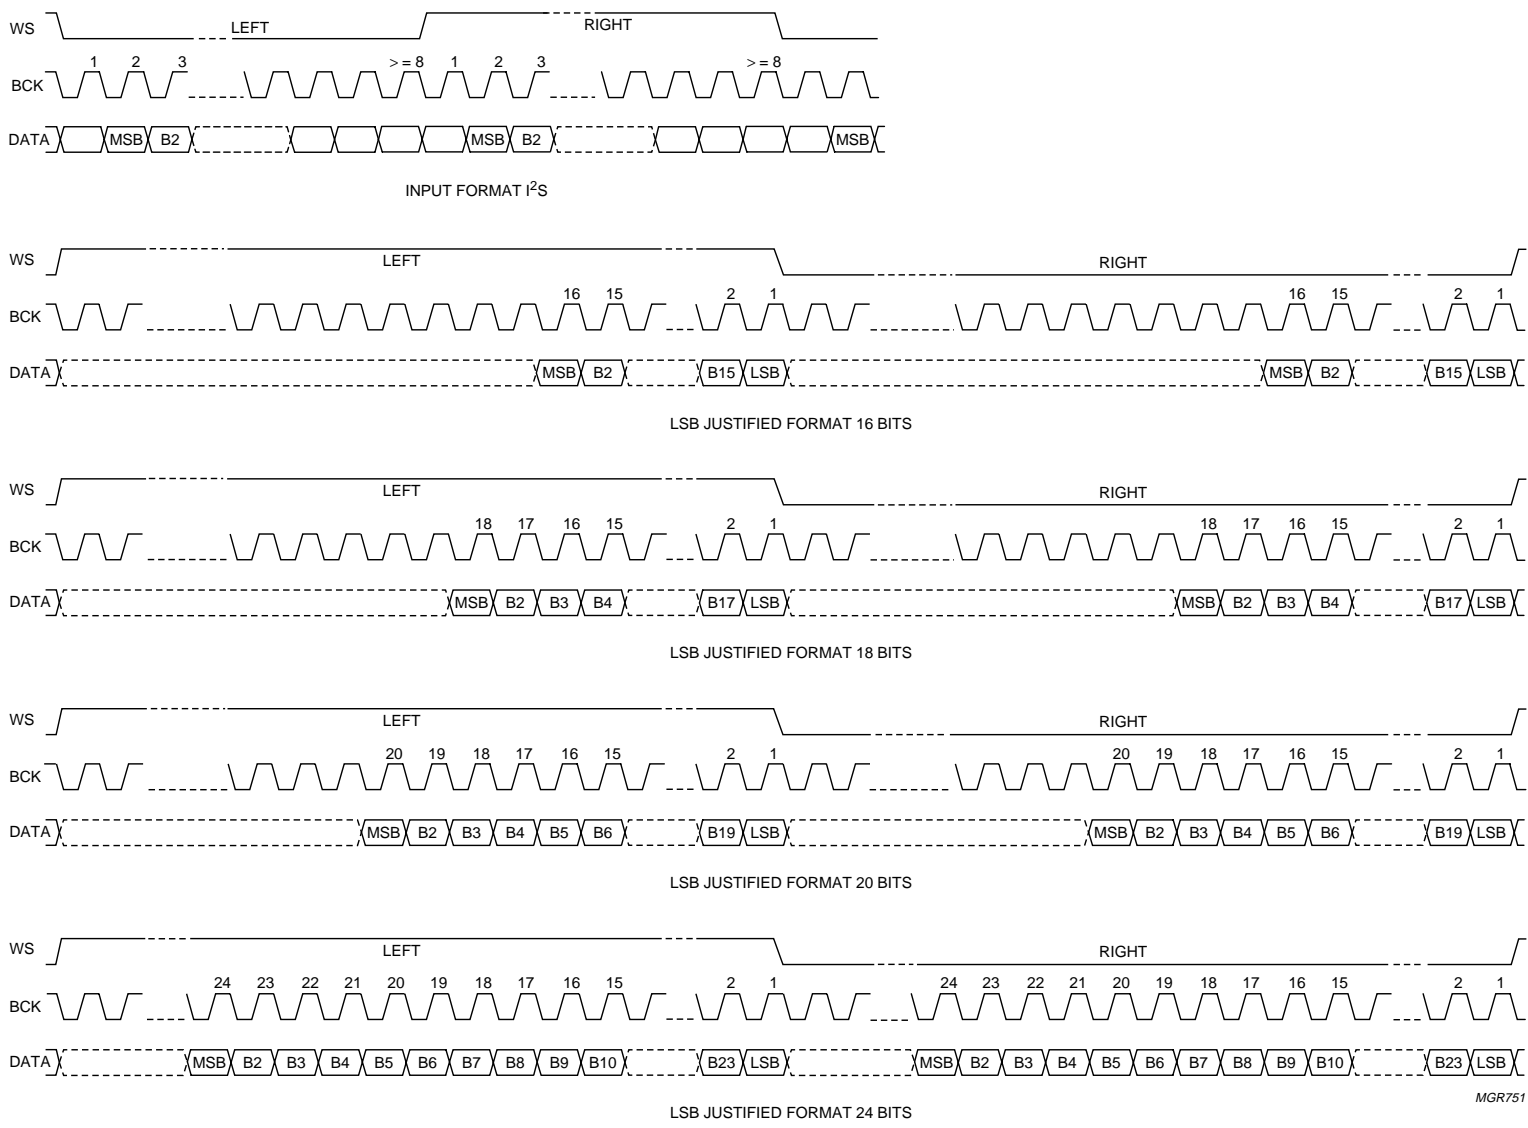 WS LEFT RIGHT
BCK 1 2 3 >=8 1 2 3 >=8
DATA MSB B2 MSB B2 MSB
INPUT FORMAT I2S
WS LEFT RIGHT
BCK 16 15 2 1 16 15 2 1
DATA MSB B2 B15 LSB MSB B2 B15 LSB
LSB JUSTIFIED FORMAT 16 BITS
WS LEFT RIGHT
BCK 18 17 16 15 2 1 18 17 16 15 2 1
DATA MSB B2 B3 B4 B17 LSB MSB B2 B3 B4 B17 LSB
LSB JUSTIFIED FORMAT 18 BITS
WS LEFT RIGHT
BCK 20 19 18 17 16 15 2 1 20 19 18 17 16 15 2 1
DATA MSB B2 B3 B4 B5 B6 B19 LSB MSB B2 B3 B4 B5 B6 B19 LSB
LSB JUSTIFIED FORMAT 20 BITS
WS LEFT RIGHT
BCK 24 23 22 21 20 19 18 17 16 15 2 1 24 23 22 21 20 19 18 17 16 15 2 1
DATA MSB B2 B3 B4 B5 B6 B7 B8 B9 B10 B23 LSB MSB B2 B3 B4 B5 B6 B7 B8 B9 B10 B23 LSB
MGR751
LSB JUSTIFIED FORMAT 24 BITS